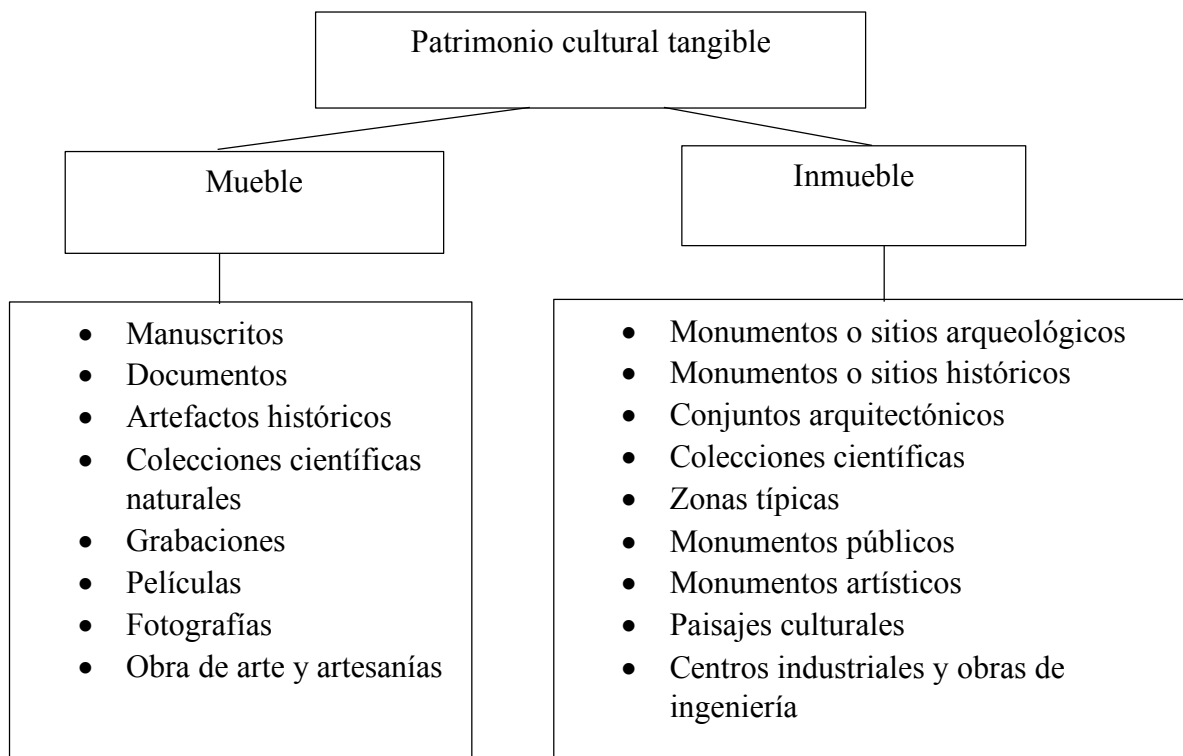 Patrimonio cultural tangible
Mueble
Inmueble
• Manuscritos
• Documentos
• Artefactos históricos
• Colecciones científicas
naturales
• Grabaciones
• Películas
• Fotografías
• Obra de arte y artesanías
• Monumentos o sitios arqueológicos
• Monumentos o sitios históricos
• Conjuntos arquitectónicos
• Colecciones científicas
• Zonas típicas
• Monumentos públicos
• Monumentos artísticos
• Paisajes culturales
• Centros industriales y obras de
ingeniería